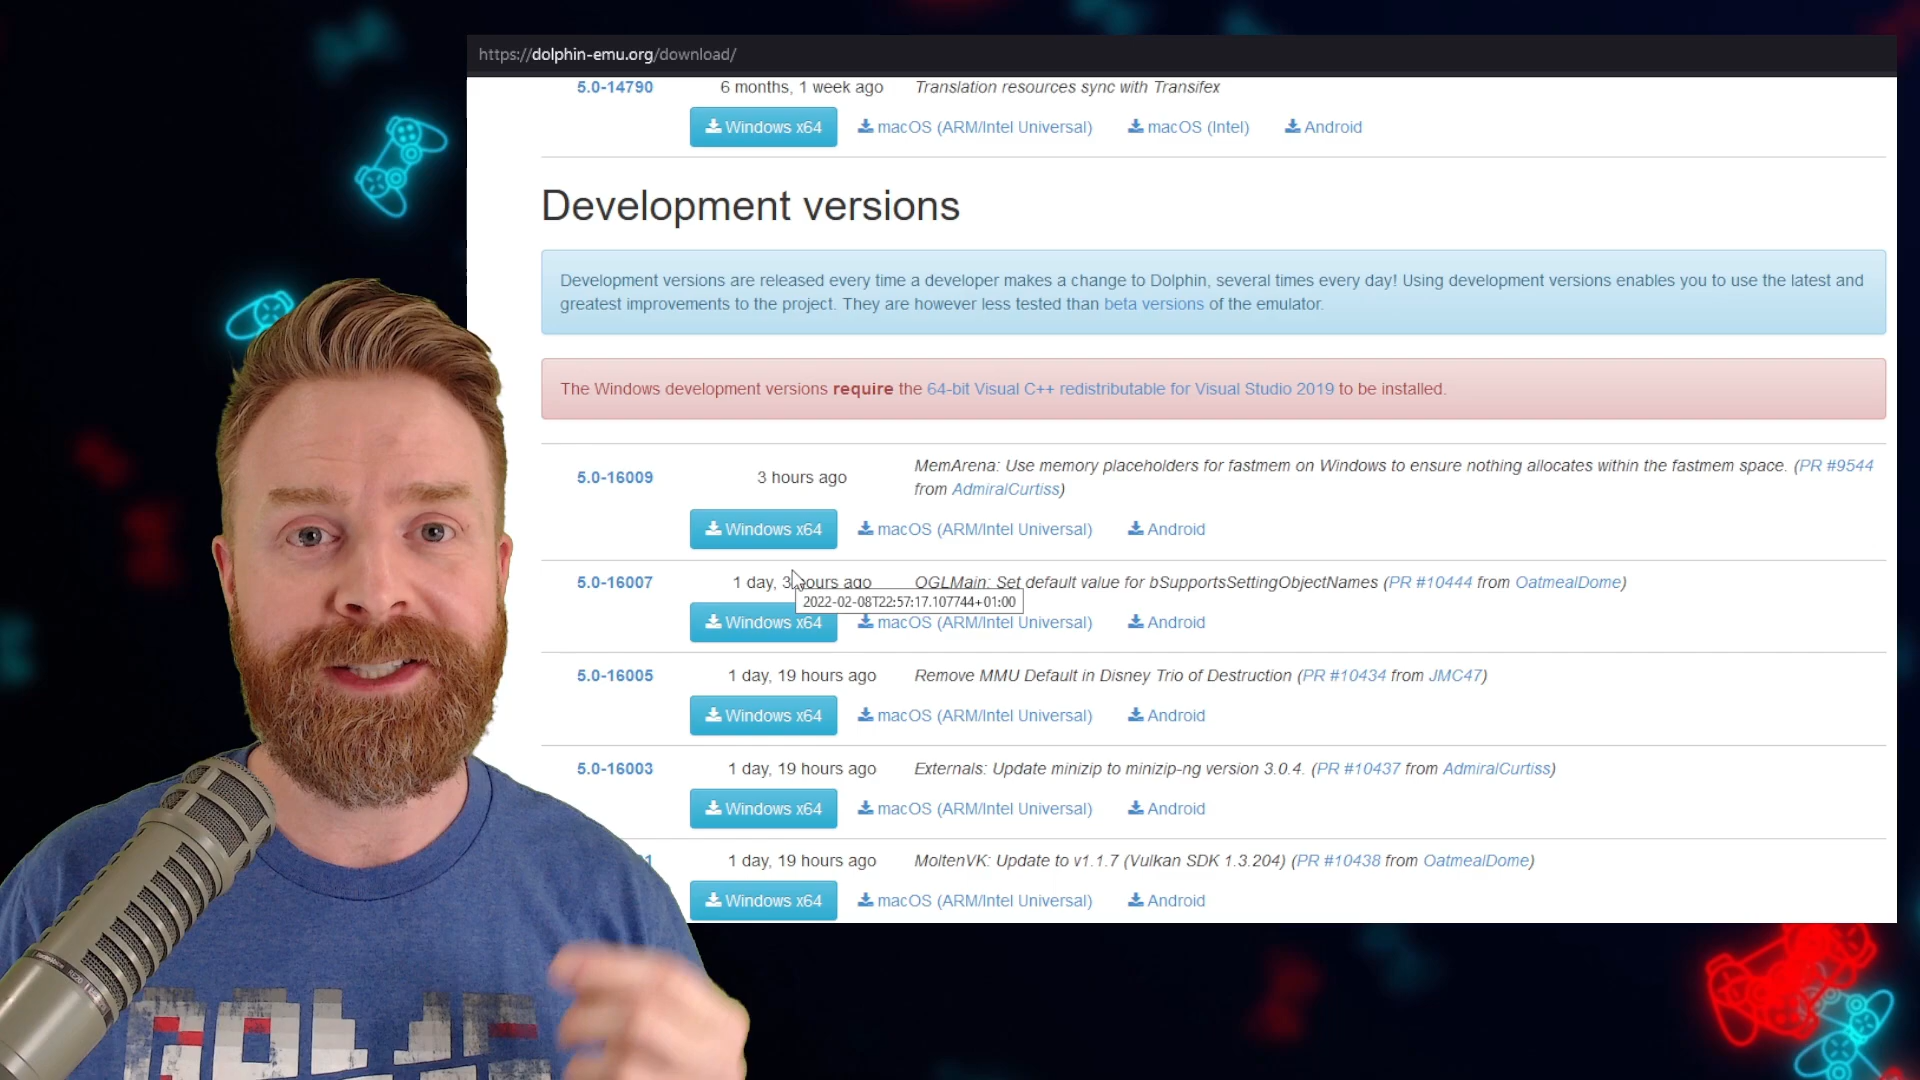 https://dolphin-emu.org/download/
5.0-14790 6 months, 1 week ago Translation resources sync with Transifex
Windows x64 macOS (ARM/Intel Universal) macOS (Intel) Android
Development versions
Development versions are released every time a developer makes a change to Dolphin, several times every day! Using development versions enables you to use the latest and
greatest improvements to the project. They are however less tested than beta versions of the emulator.
The Windows development versions require the 64-bit Visual C++ redistributable for Visual Studio 2019 to be installed.
MemArena: Use memory placeholders for fastmem on Windows to ensure nothing allocates within the fastmem space. (PR #9544
5.0-16009 3 hours ago
from AdmiralCurtiss)
Windows x64 macOS (ARM/Intel Universal) Android
5.0-16007 1 day, 3 hours ago OGLMain: Set default value for bSupportsSettingObjectNames (PR #10444 from OatmealDome)
2022-02-08T22:57:17.107744+01:00
Windows x64 macOS (ARM/Intel Universal) Android
5.0-16005 1 day, 19 hours ago Remove MMU Default in Disney Trio of Destruction (PR #10434 from JMC47)
Windows x64 macOS (ARM/Intel Universal) Android
5.0-16003 1 day, 19 hours ago Externals: Update minizip to minizip-ng version 3.0.4. (PR #10437 from AdmiralCurtiss)
Windows x64 macOS (ARM/Intel Universal) Android
1 day, 19 hours ago MoltenVK: Update to v1.1.7 (Vulkan SDK 1.3.204) (PR #10438 from OatmealDome)
Windows x64 macOS (ARM/Intel Universal) Android